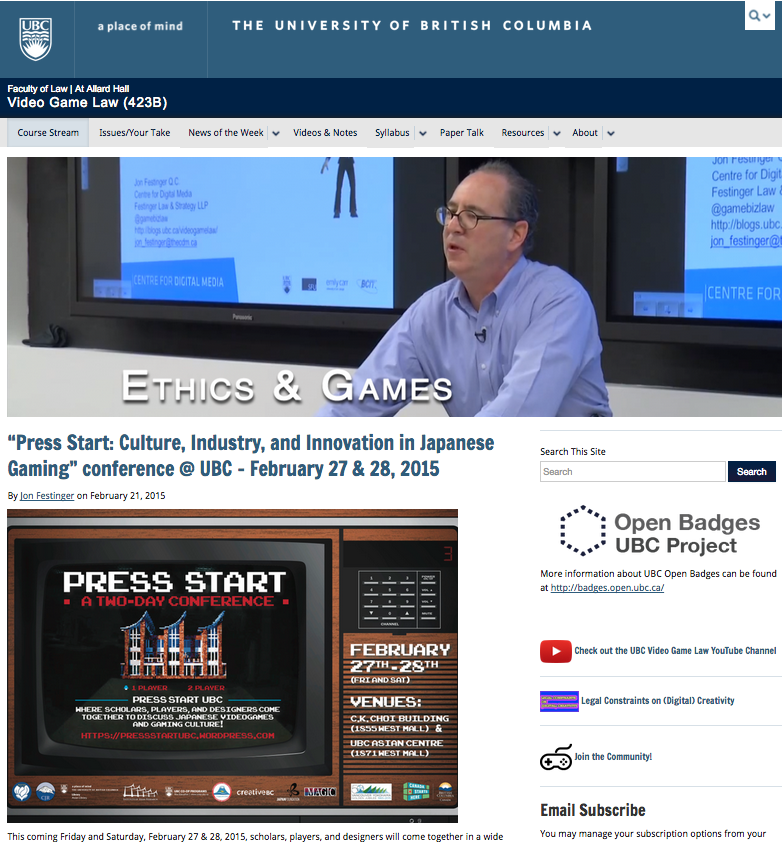 UBC
a place of mind
THE UNIVERSITY OF BRITISH COLUMBIA
Faculty of Law | At Allard Hall
Video Game Law (423B)
Course Stream
Issues/Your Take
News of the Week
Videos & Notes
Syllabus
Paper Talk
Resources
About
Jon Festinger Q.C
Centre for Digital Media
Festinger Law & Strategy LLP
@gamebizlaw
http://blogs.ubc.ca/videogamelaw/
jon_festinger@thecdm.ca
CENTRE FOR DIGITAL MEDIA
Panasonic
Jon Festinger
Centre for Digit
Festinger Law &
@gamebizlaw
http://blogs.ubc.
jon_festinger@t
CENTRE FOR
ETHICS & GAMES
“Press Start: Culture, Industry, and Innovation in Japanese
Gaming” conference @ UBC – February 27 & 28, 2015
By Jon Festinger on February 21, 2015
3
PRESS START
A TWO-DAY CONFERENCE
1 PLAYER 2 PLAYER
PRESS START UBC
WHERE SCHOLARS, PLAYERS, AND DESIGNERS COME
TOGETHER TO DISCUSS JAPANESE VIDEOGAMES
AND GAMING CULTURE!
HTTPS://PRESSSTARTUBC.WORDPRESS.COM
CHANNEL
FEBRUARY
27TH-28TH
(FRI AND SAT)
VENUES:
C.K. CHOI BUILDING
(1855 WEST MALL) &
UBC ASIAN CENTRE
(1871 WEST MALL)
creativeBC
MAGIC
Search This Site
Search
Search
Open Badges
UBC Project
More information about UBC Open Badges can be found
at http://badges.open.ubc.ca/
Check out the UBC Video Game Law YouTube Channel
Legal Constraints on (Digital) Creativity
Join the Community!
Email Subscribe
You may manage your subscription options from your
This coming Friday and Saturday, February 27 & 28, 2015, scholars, players, and designers will come together in a wide